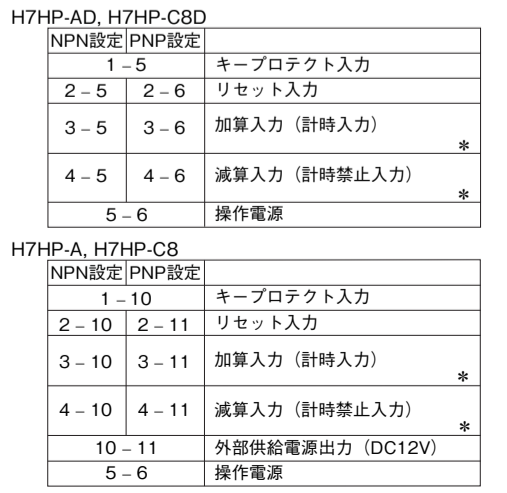 H7HP-AD, H7HP-C8D
NPN設定 PNP設定
1 – 5 キープロテクト入力
2 – 5 2 – 6 リセット入力
3 – 5 3 – 6 加算入力（計時入力）
*
4 – 5 4 – 6 減算入力（計時禁止入力）
*
5 – 6 操作電源
H7HP-A, H7HP-C8
NPN設定 PNP設定
1 – 10 キープロテクト入力
2 – 10 2 – 11 リセット入力
3 – 10 3 – 11 加算入力（計時入力）
*
4 – 10 4 – 11 減算入力（計時禁止入力）
*
10 – 11 外部供給電源出力（DC12V）
5 – 6 操作電源